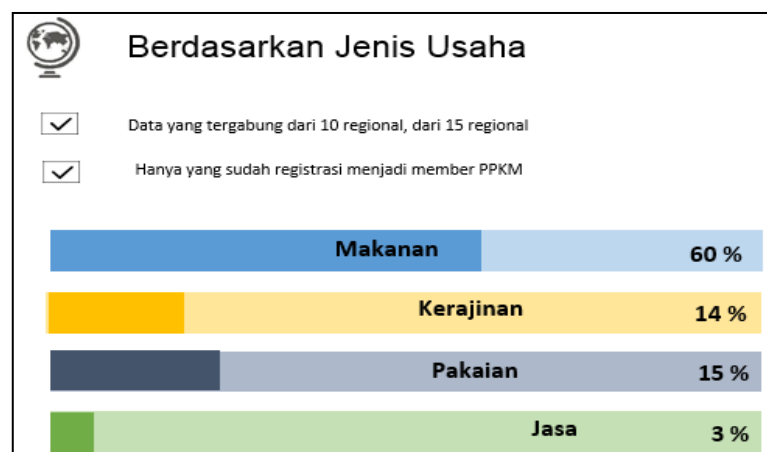 Berdasarkan Jenis Usaha
Data yang tergabung dari 10 regional, dari 15 regional
Hanya yang sudah registrasi menjadi member PPKM
Makanan 60 %
Kerajinan 14 %
Pakaian 15 %
Jasa 3 %